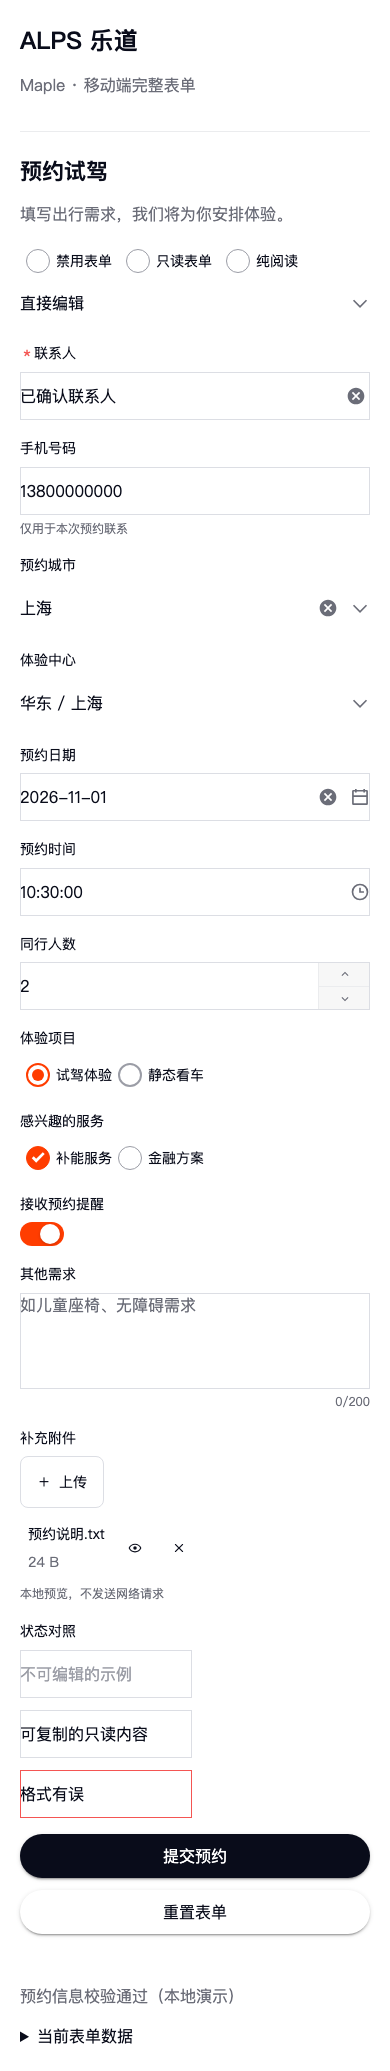 ALPS 乐道
Maple · 移动端完整表单
预约试驾
填写出行需求，我们将为你安排体验。
禁用表单 只读表单 纯阅读
直接编辑
* 联系人
已确认联系人
手机号码
13800000000
仅用于本次预约联系
预约城市
上海
体验中心
华东 / 上海
预约日期
2026-11-01
预约时间
10:30:00
同行人数
2
体验项目
试驾体验 静态看车
感兴趣的服务
补能服务 金融方案
接收预约提醒
其他需求
如儿童座椅、无障碍需求
0/200
补充附件
+ 上传
预约说明.txt
24 B
本地预览，不发送网络请求
状态对照
不可编辑的示例
可复制的只读内容
格式有误
提交预约
重置表单
预约信息校验通过（本地演示）
▶ 当前表单数据